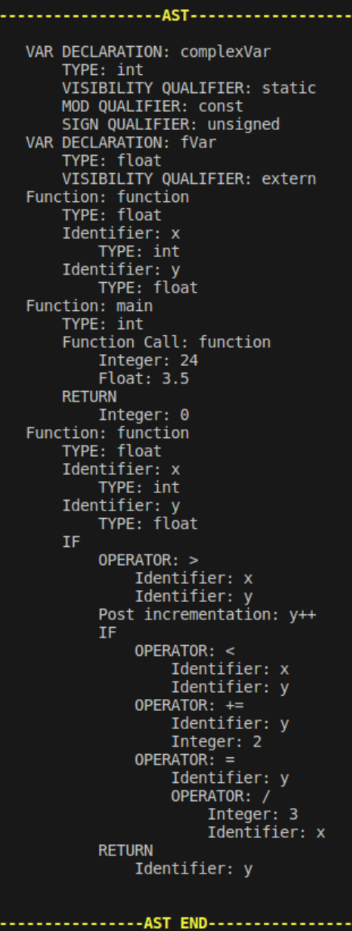 ------------------AST------------------
VAR DECLARATION: complexVar
TYPE: int
VISIBILITY QUALIFIER: static
MOD QUALIFIER: const
SIGN QUALIFIER: unsigned
VAR DECLARATION: fVar
TYPE: float
VISIBILITY QUALIFIER: extern
Function: function
TYPE: float
Identifier: x
TYPE: int
Identifier: y
TYPE: float
Function: main
TYPE: int
Function Call: function
Integer: 24
Float: 3.5
RETURN
Integer: 0
Function: function
TYPE: float
Identifier: x
TYPE: int
Identifier: y
TYPE: float
IF
OPERATOR: >
Identifier: x
Identifier: y
Post incrementation: y++
IF
OPERATOR: <
Identifier: x
Identifier: y
OPERATOR: +=
Identifier: y
Integer: 2
OPERATOR: =
Identifier: y
OPERATOR: /
Integer: 3
Identifier: x
RETURN
Identifier: y
----------------AST END----------------